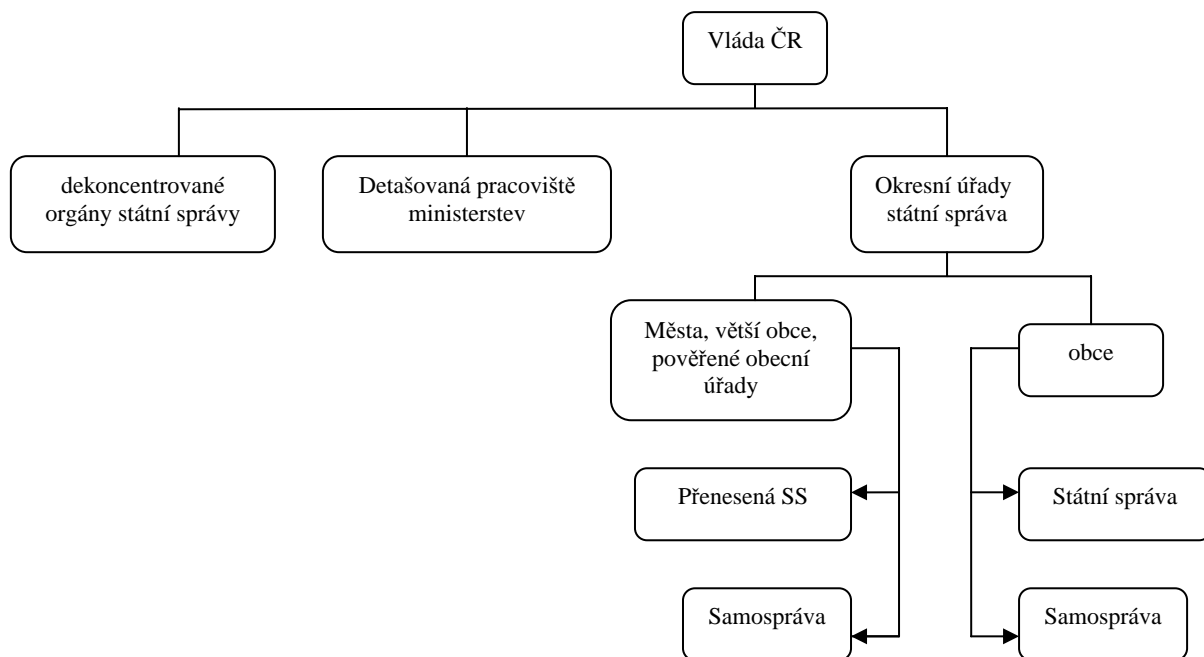 Vláda ČR
dekoncentrované
orgány státní správy
Detašovaná pracoviště
ministerstev
Okresní úřady
státní správa
Města, větší obce,
pověřené obecní
úřady
obce
Přenesená SS
Státní správa
Samospráva
Samospráva